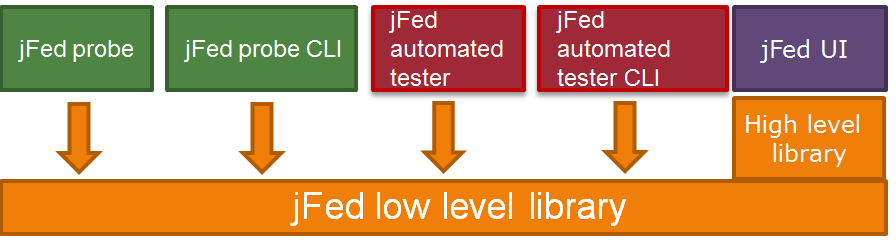 jFed probe
jFed probe CLI
jFed
automated
tester
jFed
automated
tester CLI
jFed UI
High level
library
jFed low level library